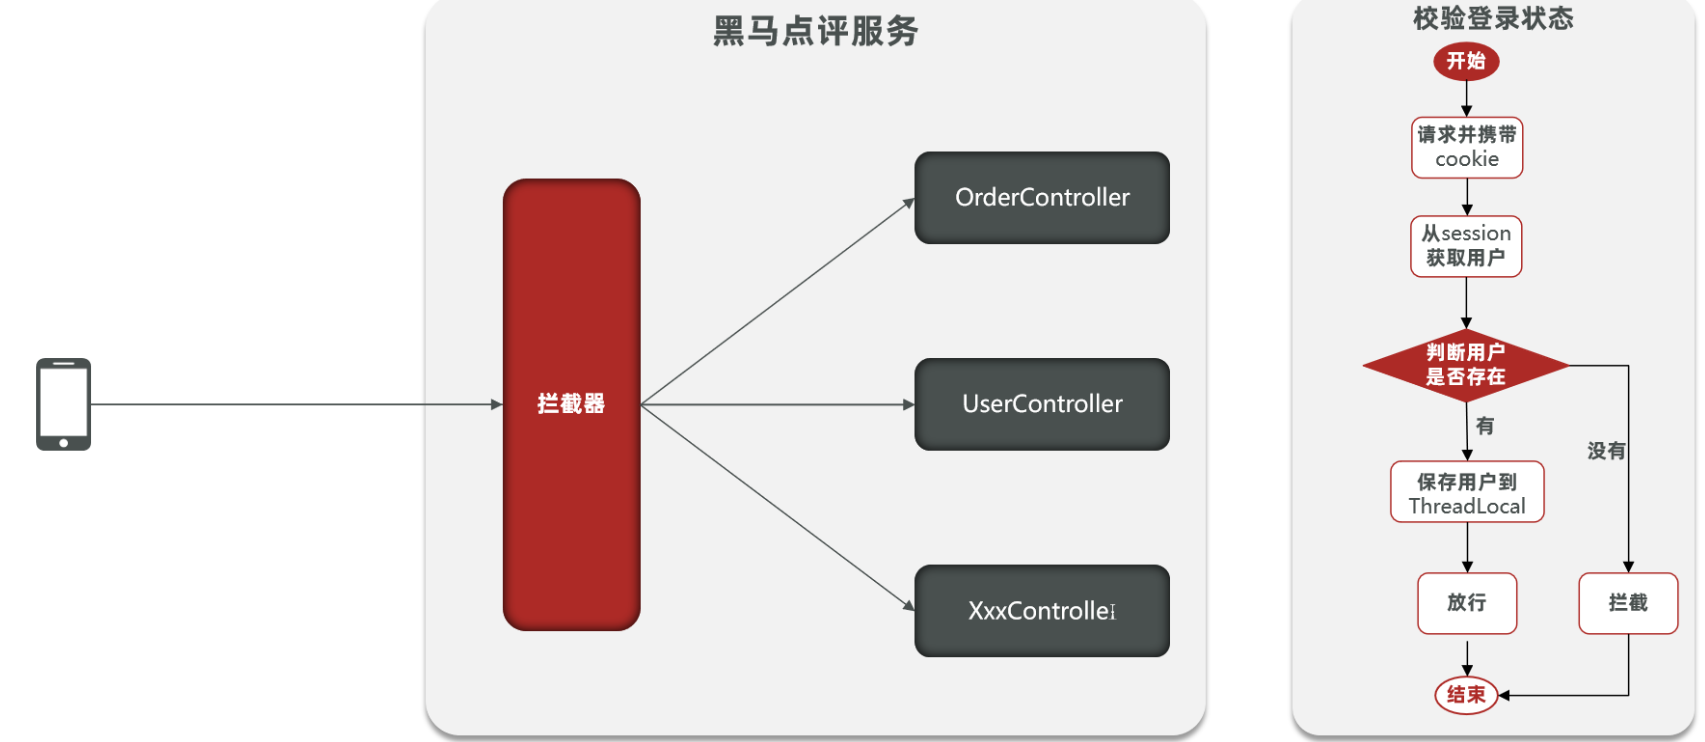 黑马点评服务
拦截器
OrderController
UserController
XxxController
校验登录状态
开始
请求并携带
cookie
从session
获取用户
判断用户
是否存在
有
没有
保存用户到
ThreadLocal
放行
拦截
结束